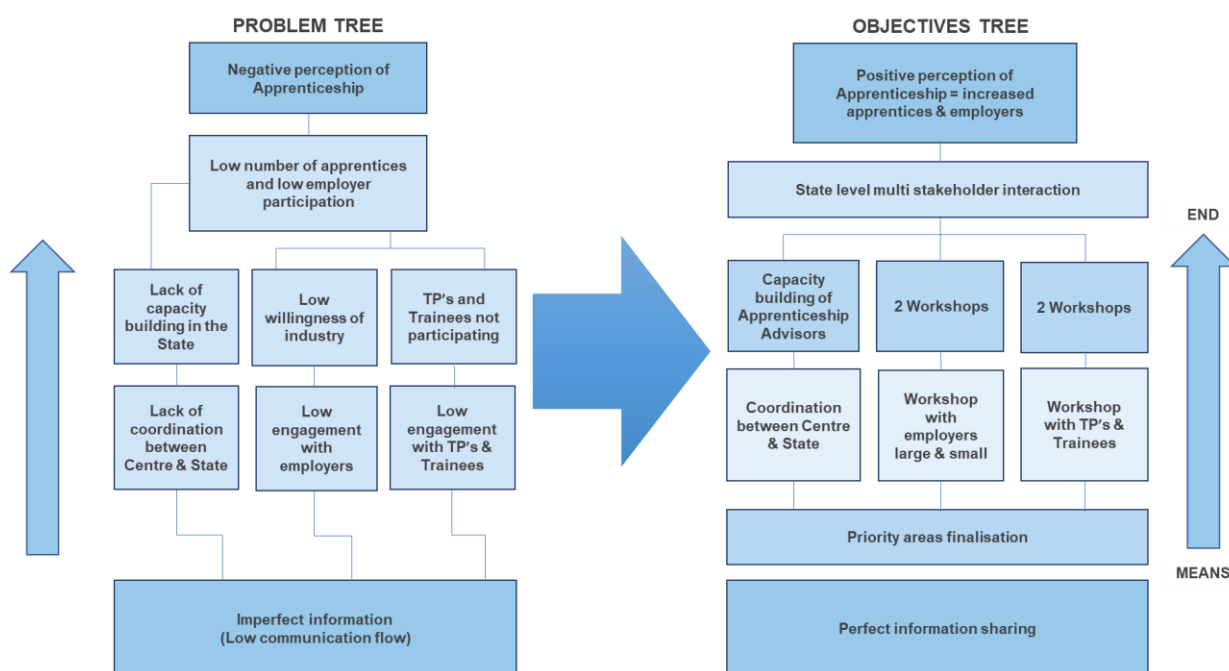 PROBLEM TREE
Negative perception of
Apprenticeship
Low number of apprentices
and low employer
participation
Lack of
capacity
building in the
State
Low
willingness of
industry
TP's and
Trainees not
participating
Lack of
coordination
between
Centre & State
Low
engagement
with
employers
Low
engagement
with TP's &
Trainees
Imperfect information
(Low communication flow)
OBJECTIVES TREE
Positive perception of
Apprenticeship = increased
apprentices & employers
State level multi stakeholder interaction
END
Capacity
building of
Apprenticeship
Advisors
2 Workshops
2 Workshops
Coordination
between Centre
& State
Workshop
with
employers
large & small
Workshop
with TP's &
Trainees
Priority areas finalisation
MEANS
Perfect information sharing